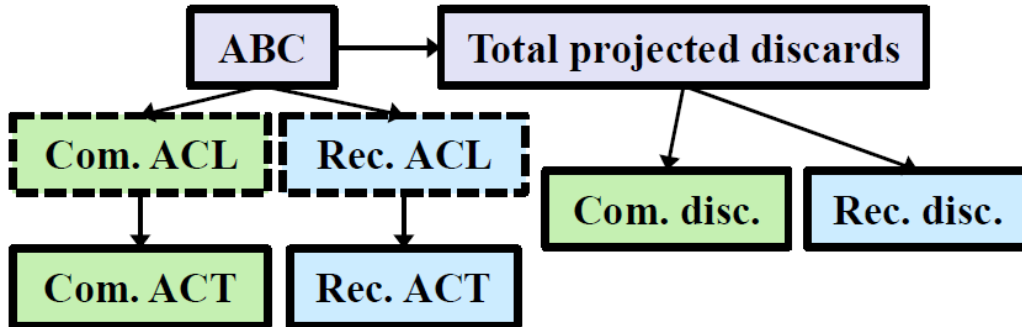 ABC
Total projected discards
Com. ACL
Rec. ACL
Com. disc.
Rec. disc.
Com. ACT
Rec. ACT